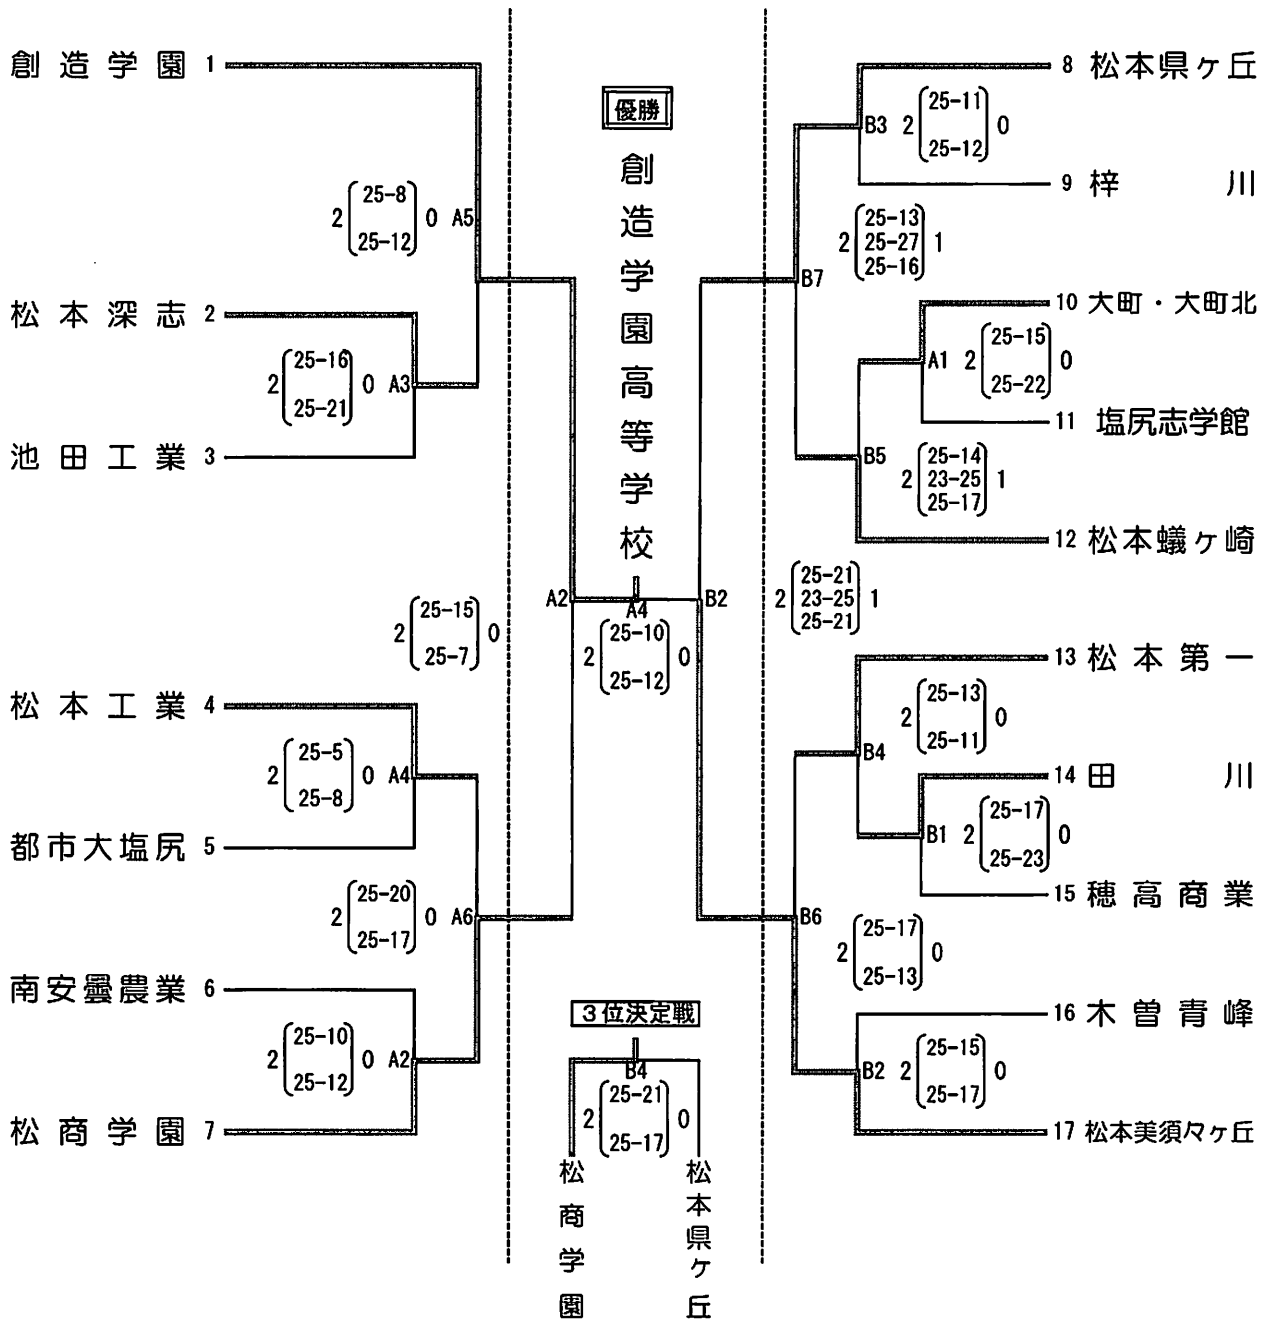 創造学園 1
2 25-8 0 A5
25-12
松本深志 2
2 25-16 0 A3
25-21
池田工業 3
2 25-15 0
25-7
松本工業 4
2 25-5 0 A4
25-8
都市大塩尻 5
2 25-20 0 A6
25-17
南安曇農業 6
2 25-10 0 A2
25-12
松商学園 7
優勝
創造学園高等学校
A2
A4
B2
2 25-10 0
25-12
3位決定戦
B4
2 25-21 0
25-17
松商学園
松本県ヶ丘
8 松本県ヶ丘
B3 2 25-11 0
25-12
9 梓川
B7
2 25-13 1
25-27
25-16
10 大町・大町北
A1 2 25-15 0
25-22
11 塩尻志学館
B5
2 25-14 1
23-25
25-17
12 松本蟻ヶ崎
2 25-21 1
23-25
25-21
13 松本第一
2 25-13 0
25-11
B4
14 田川
B1 2 25-17 0
25-23
15 穂高商業
B6
2 25-17 0
25-13
16 木曽青峰
B2 2 25-15 0
25-17
17 松本美須々ヶ丘